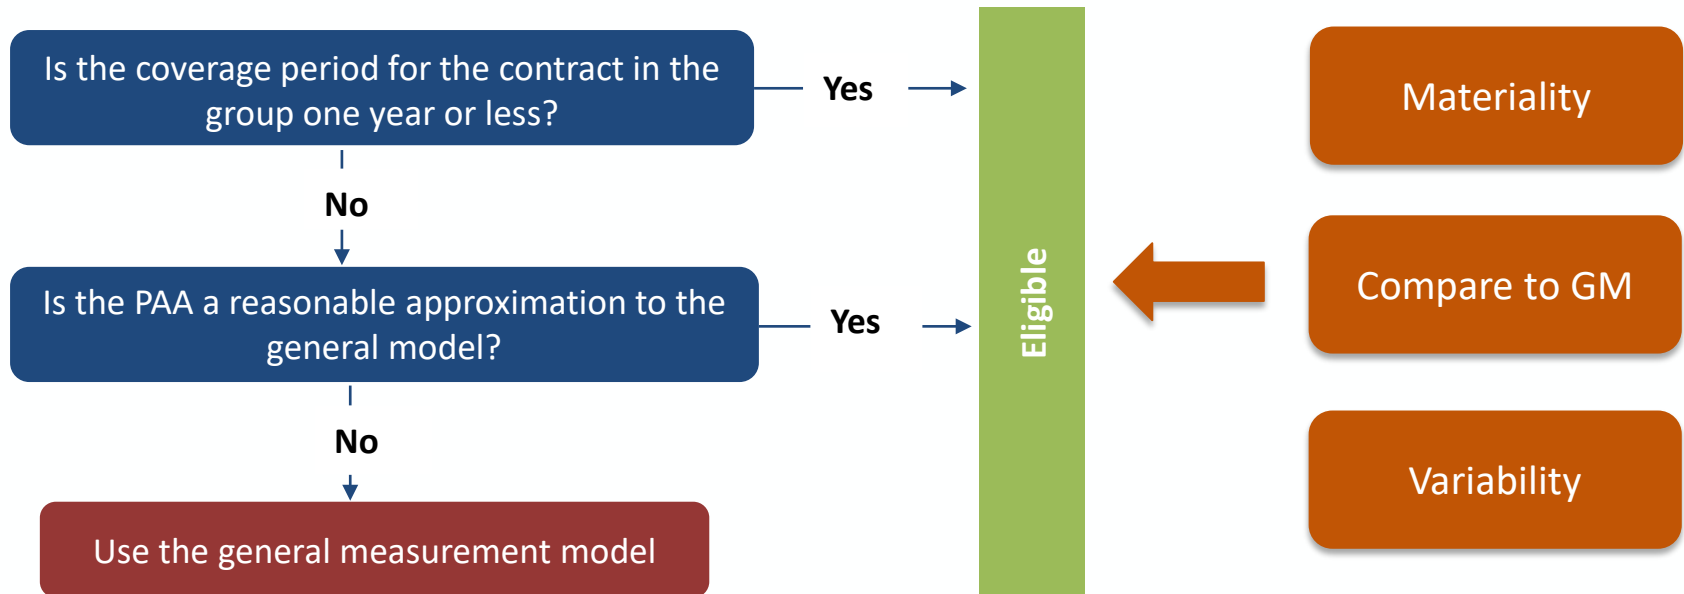 Is the coverage period for the contract in the
group one year or less?
Yes
No
Is the PAA a reasonable approximation to the
general model?
Yes
No
Use the general measurement model
Eligible
Materiality
Compare to GM
Variability